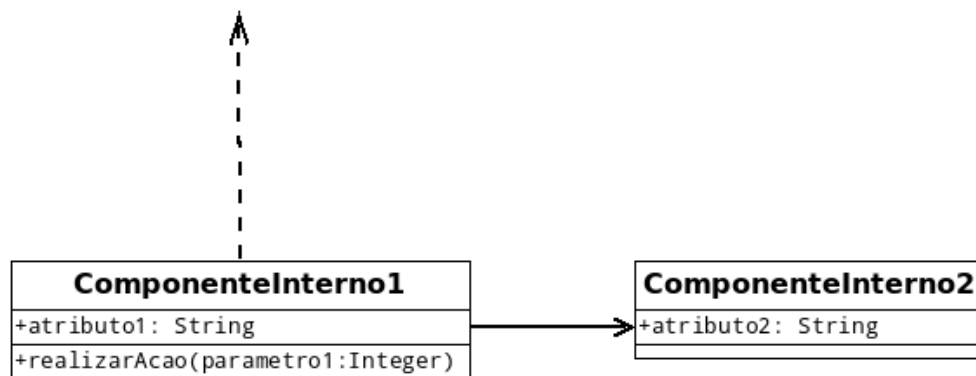 ComponenteInterno1
+atributo1: String
+realizarAcao(parametro1:Integer)
ComponenteInterno2
+atributo2: String